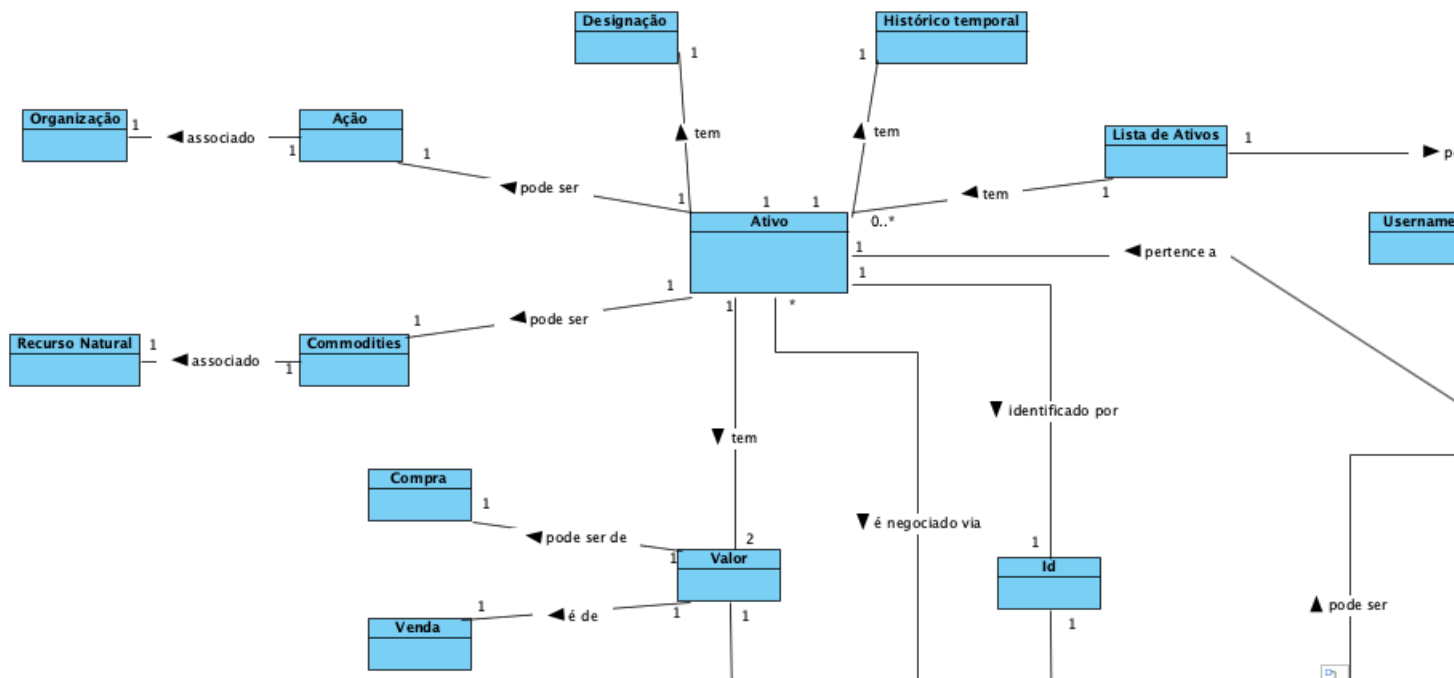 Designação
Histórico temporal
1
1
Organização
1
associado
1
Ação
1
tem
tem
Lista de Ativos
1
pode ser
1
1
1
tem
1
Ativo
0..*
Username
1
pertence a
1
1
1
*
1
pode ser
Recurso Natural
1
associado
1
Commodities
1
tem
identificado por
Compra
1
é negociado via
pode ser de
1
2
Valor
1
Id
Venda
1
é de
1
1
1
pode ser